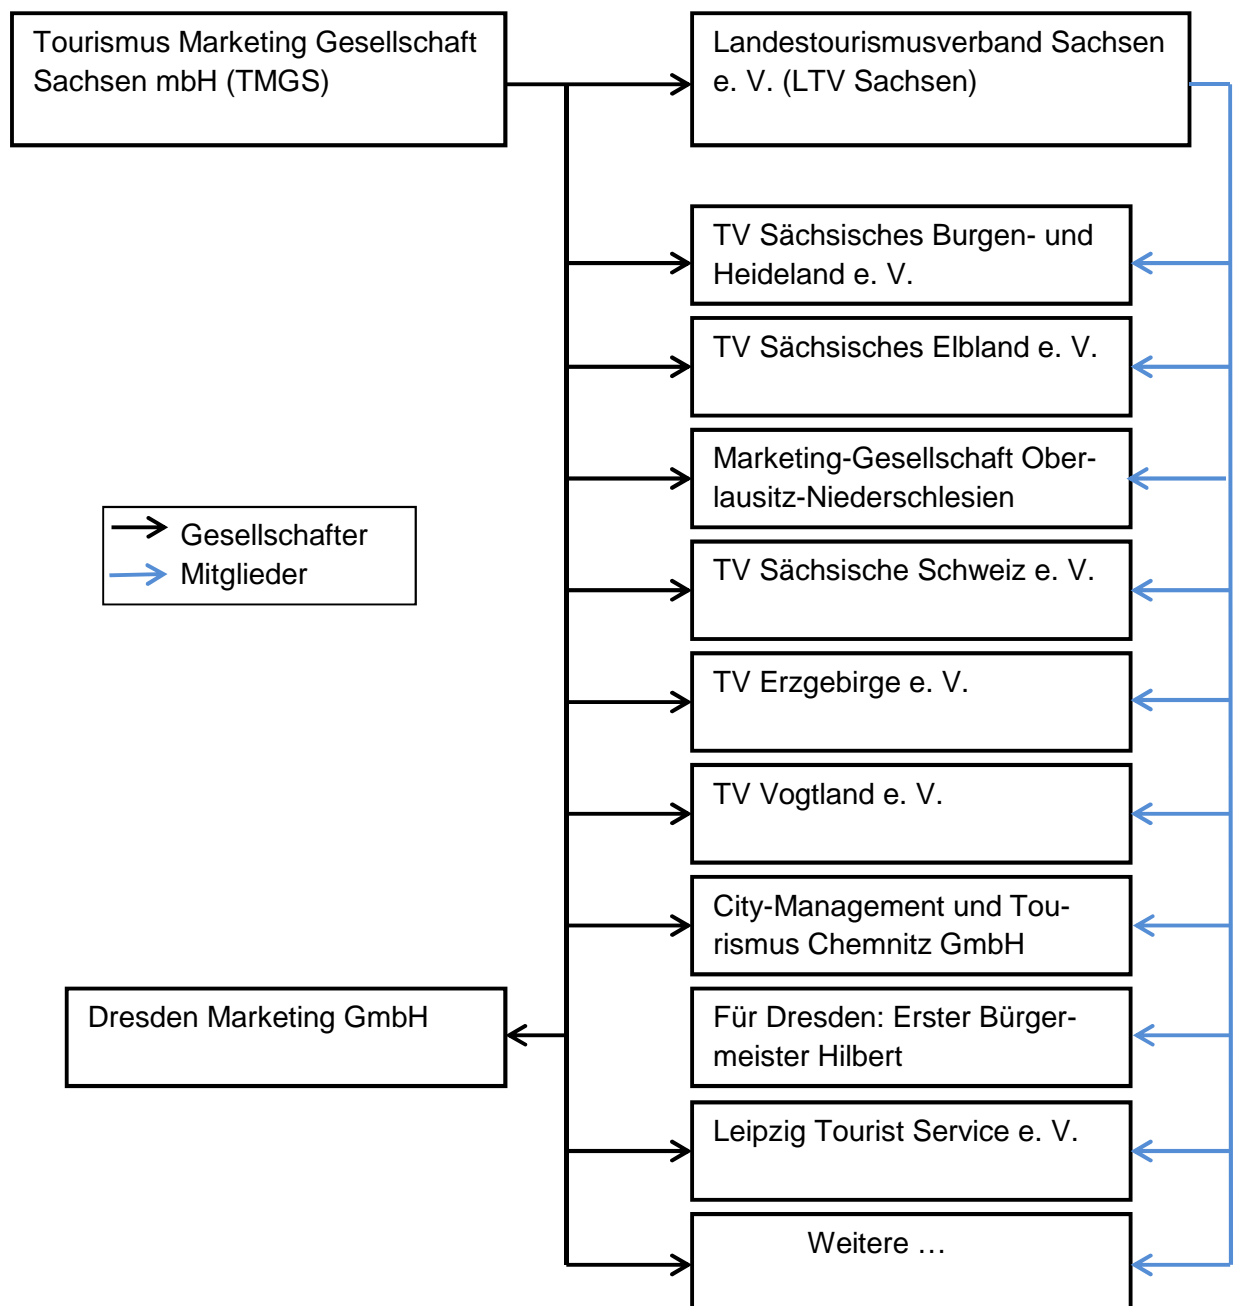 Tourismus Marketing Gesellschaft
Sachsen mbH (TMGS)
Landestourismusverband Sachsen
e. V. (LTV Sachsen)
TV Sächsisches Burgen- und
Heideland e. V.
TV Sächsisches Elbland e. V.
Marketing-Gesellschaft Ober-
lausitz-Niederschlesien
Gesellschafter
Mitglieder
TV Sächsische Schweiz e. V.
TV Erzgebirge e. V.
TV Vogtland e. V.
City-Management und Tou-
rismus Chemnitz GmbH
Dresden Marketing GmbH
Für Dresden: Erster Bürger-
meister Hilbert
Leipzig Tourist Service e. V.
Weitere …